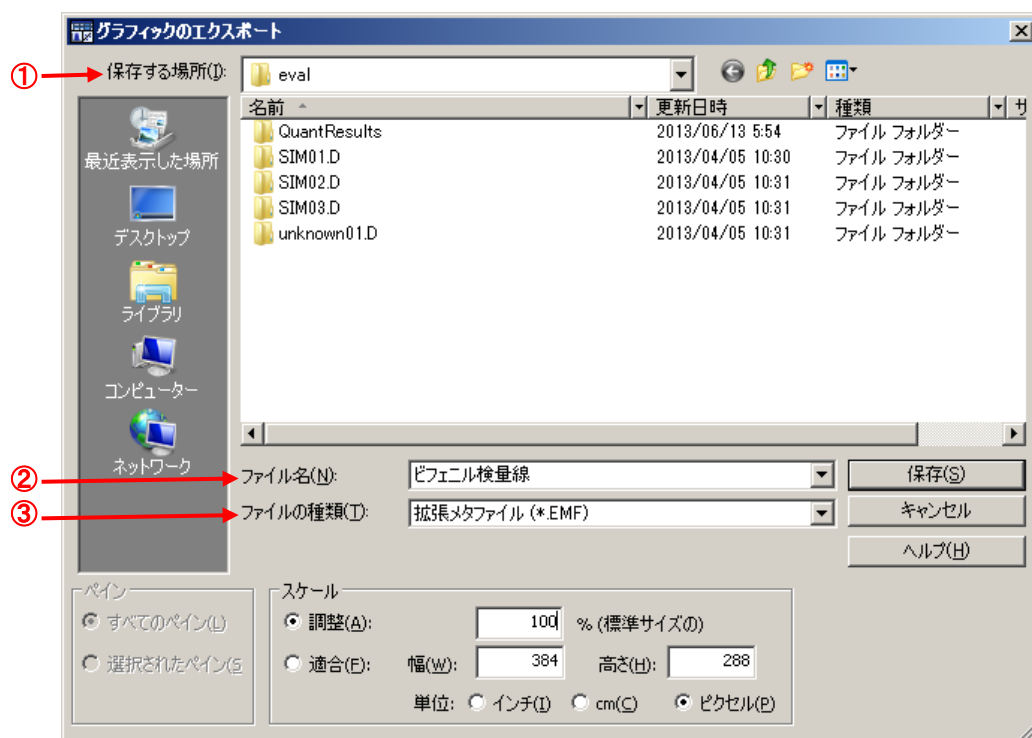 グラフィックのエクスポート
① 保存する場所(I): eval
名前 更新日時 種類 サ
QuantResults 2013/06/13 5:54 ファイル フォルダー
SIM01.D 2013/04/05 10:30 ファイル フォルダー
SIM02.D 2013/04/05 10:31 ファイル フォルダー
SIM03.D 2013/04/05 10:31 ファイル フォルダー
unknown01.D 2013/04/05 10:31 ファイル フォルダー
最近表示した場所
デスクトップ
ライブラリ
コンピューター
ネットワーク
② ファイル名(N): ビフェニル検量線 保存(S)
③ ファイルの種類(T): 拡張メタファイル (*.EMF) キャンセル
ヘルプ(H)
ペイン
すべてのペイン(L)
選択されたペイン(S
スケール
調整(A): 100 % (標準サイズの)
適合(F): 幅(W): 384 高さ(H): 288
単位: インチ(I) cm(C) ピクセル(P)